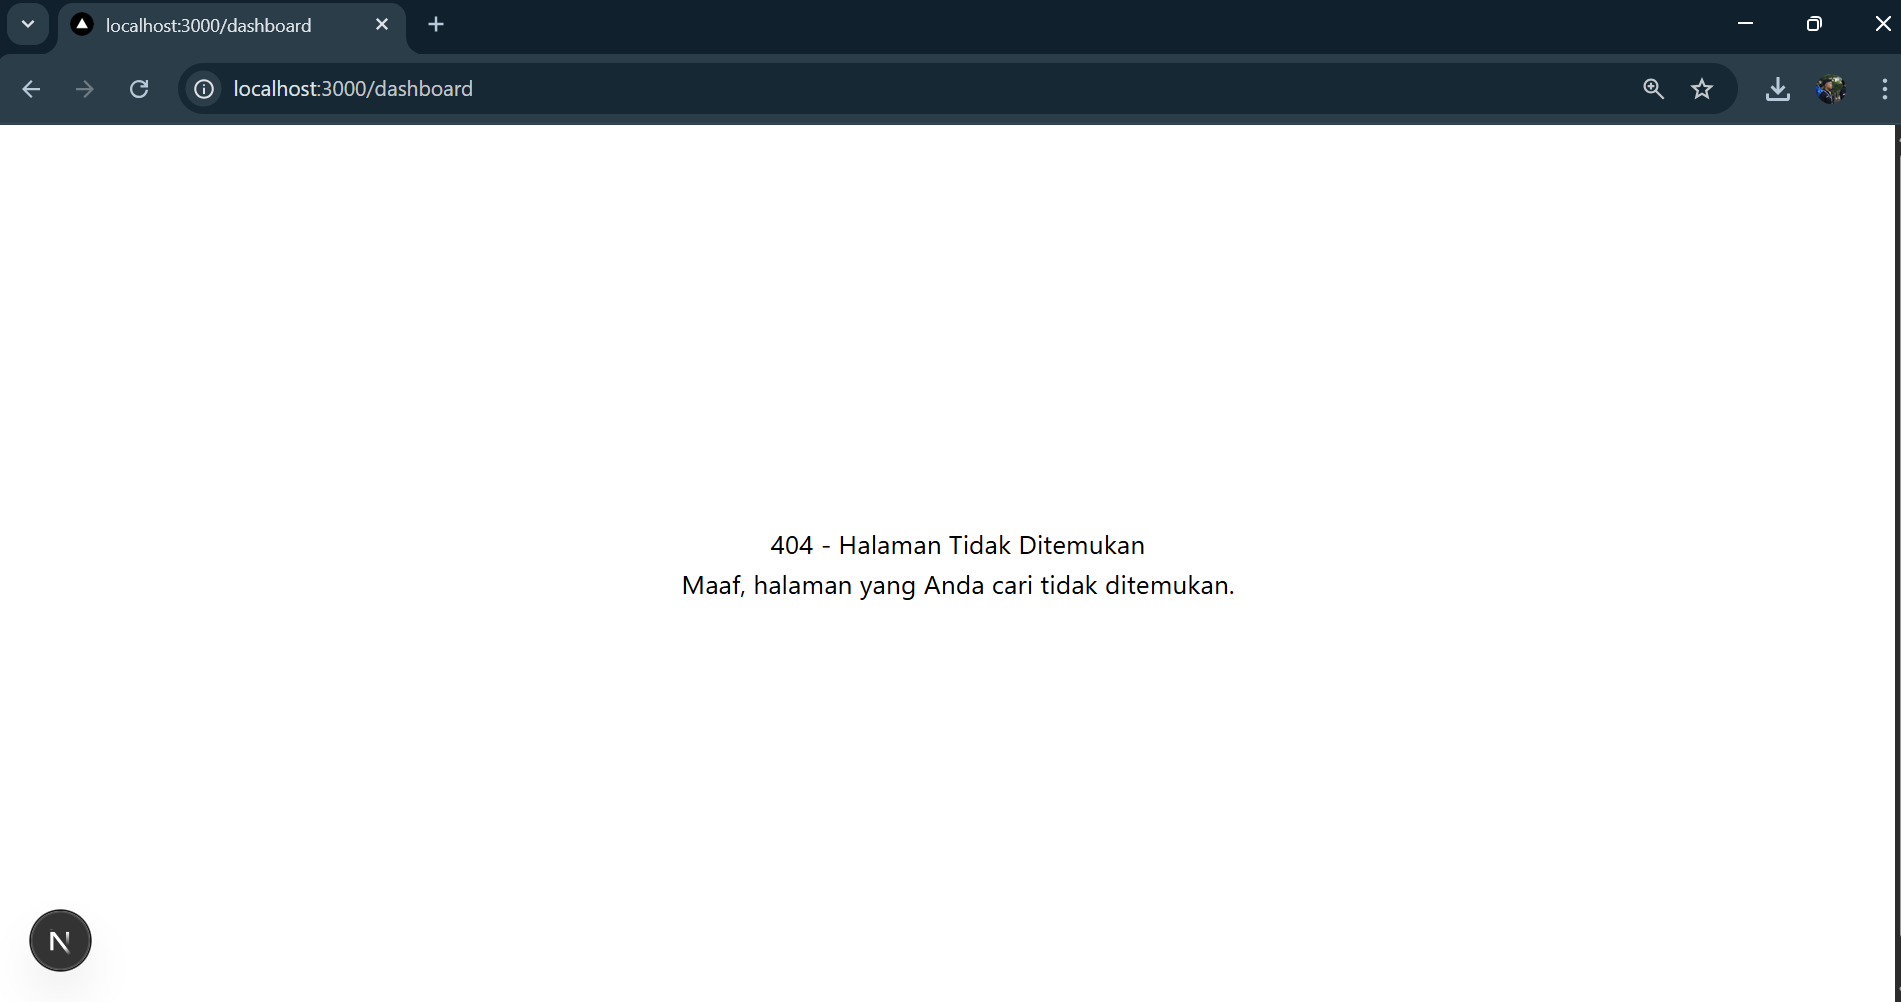 localhost:3000/dashboard
localhost:3000/dashboard
404 - Halaman Tidak Ditemukan
Maaf, halaman yang Anda cari tidak ditemukan.
N